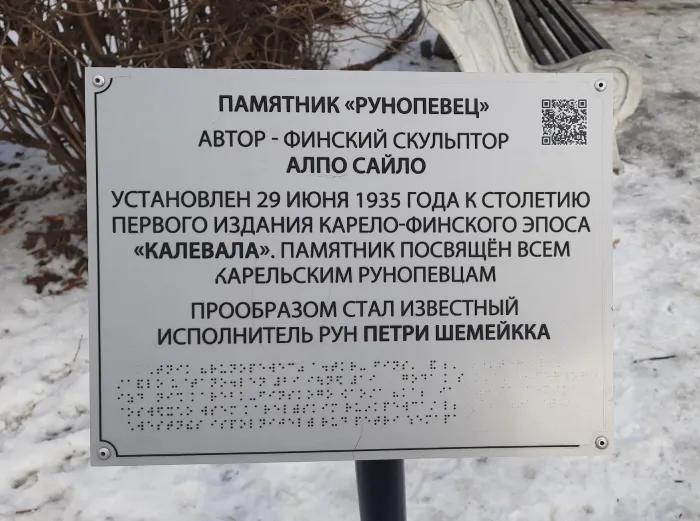 ПАМЯТНИК «РУНОПЕВЕЦ»
АВТОР - ФИНСКИЙ СКУЛЬПТОР
АЛПО САЙЛО
УСТАНОВЛЕН 29 ИЮНЯ 1935 ГОДА К СТОЛЕТИЮ
ПЕРВОГО ИЗДАНИЯ КАРЕЛО-ФИНСКОГО ЭПОСА
«КАЛЕВАЛА». ПАМЯТНИК ПОСВЯЩЁН ВСЕМ
КАРЕЛЬСКИМ РУНОПЕВЦАМ
ПРООБРАЗОМ СТАЛ ИЗВЕСТНЫЙ
ИСПОЛНИТЕЛЬ РУН ПЕТРИ ШЕМЕЙККА